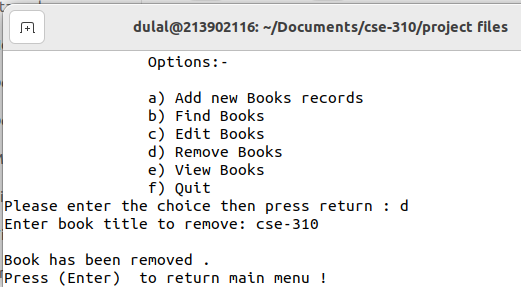 dulal@213902116: ~/Documents/cse-310/project files
Options:-
a) Add new Books records
b) Find Books
c) Edit Books
d) Remove Books
e) View Books
f) Quit
Please enter the choice then press return : d
Enter book title to remove: cse-310
Book has been removed .
Press (Enter)  to return main menu !